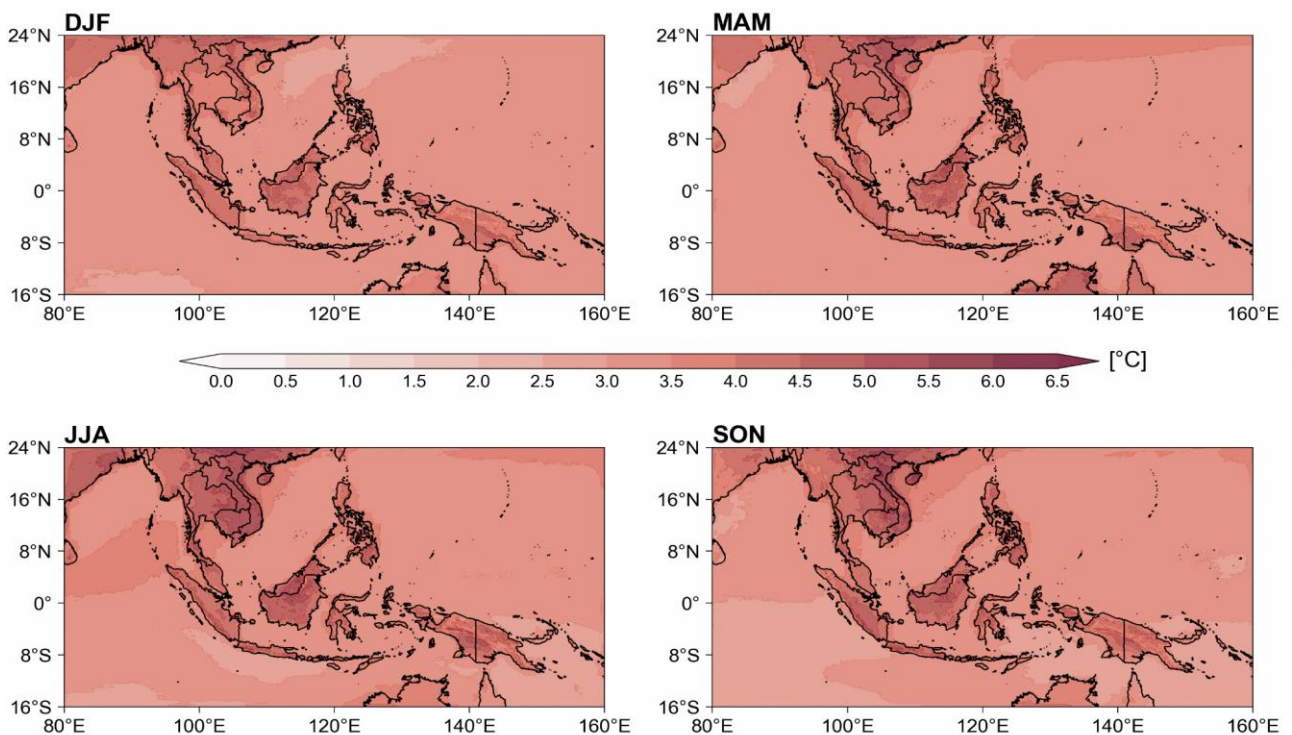 DJF MAM
24°N 24°N
16°N 16°N
8°N 8°N
0° 0°
8°S 8°S
16°S 16°S
80°E 100°E 120°E 140°E 160°E 80°E 100°E 120°E 140°E 160°E
[°C]
0.0 0.5 1.0 1.5 2.0 2.5 3.0 3.5 4.0 4.5 5.0 5.5 6.0 6.5
JJA SON
24°N 24°N
16°N 16°N
8°N 8°N
0° 0°
8°S 8°S
16°S 16°S
80°E 100°E 120°E 140°E 160°E 80°E 100°E 120°E 140°E 160°E